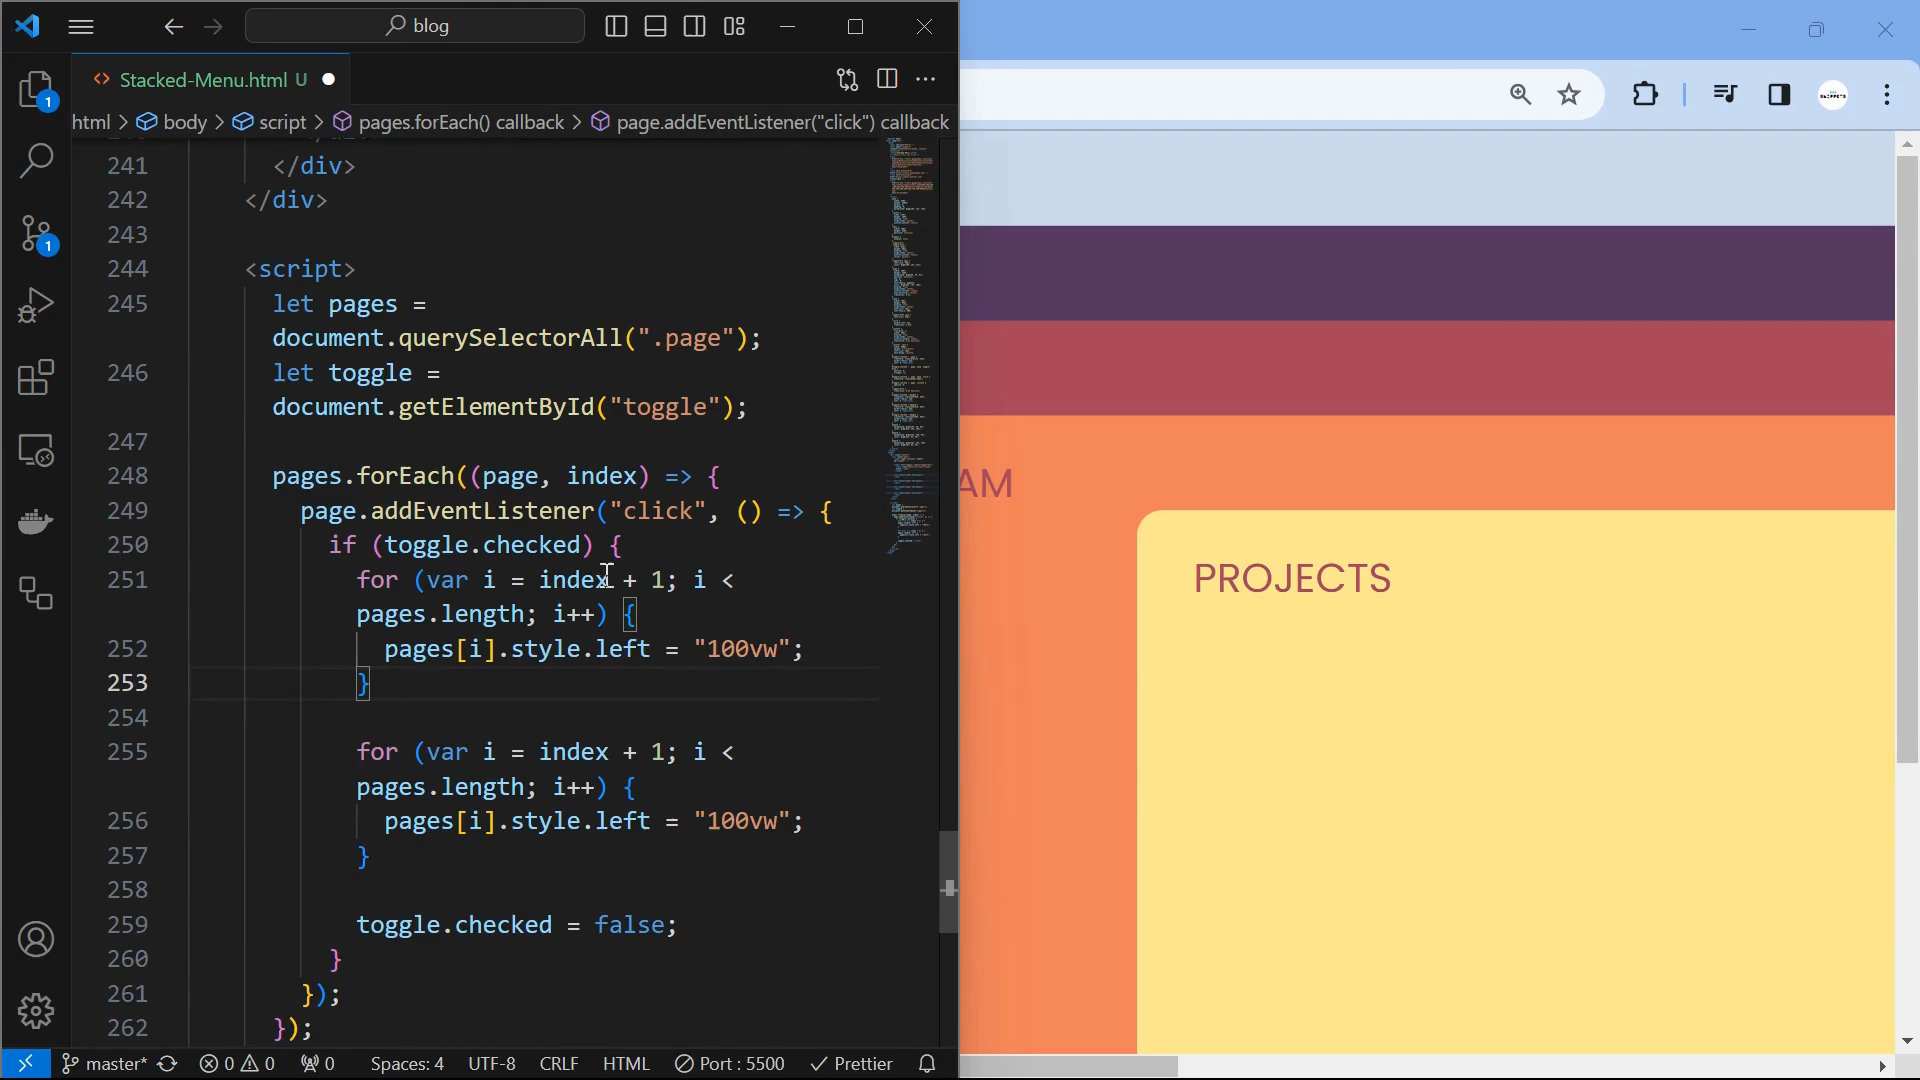 blog
Stacked-Menu.html U
html > body > script > pages.forEach() callback > page.addEventListener("click") callback
241 </div>
242 </div>
243
244 <script>
245 let pages =
document.querySelectorAll(".page");
246 let toggle =
document.getElementById("toggle");
247
248 pages.forEach((page, index) => {
249 page.addEventListener("click", () => {
250 if (toggle.checked) {
251 for (var i = index + 1; i <
pages.length; i++) {
252 pages[i].style.left = "100vw";
253 }
254
255 for (var i = index + 1; i <
pages.length; i++) {
256 pages[i].style.left = "100vw";
257 }
258
259 toggle.checked = false;
260 }
261 });
262 });
1
1
master* 0 0 0 Spaces: 4 UTF-8 CRLF HTML Port : 5500 Prettier
AM
PROJECTS